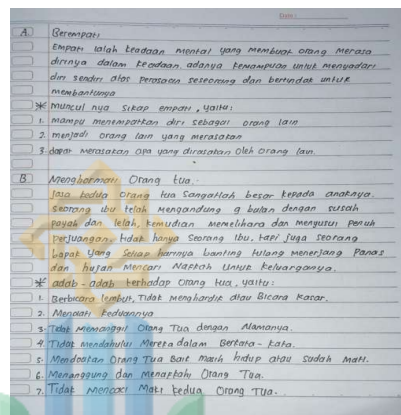 Date:
A. Berempati
Empati ialah keadaan mental yang membuat orang merasa
dirinya dalam keadaan. adanya kemampuan untuk menyadari
diri sendiri atas perasaan seseorang dan bertindak untuk
membantunya
* muncul nya sikap empati, yaitu:
1. mampu menempatkan diri sebagai orang lain
2. menjadi orang lain yang merasakan
3. dapat merasakan apa yang dirasakan oleh orang lain.
B. Menghormati Orang tua.
Jasa kedua orang tua sangatlah besar kepada anaknya.
seorang ibu telah mengandung 9 bulan dengan susah
payah dan lelah, kemudian memelihara dan menyusui penuh
perjuangan. tidak hanya seorang ibu, tapi juga seorang
bapak yang setiap harinya banting tulang menerjang panas
dan hujan mencari Nafkah untuk keluarganya.
* adab-adab terhadap orang tua, yaitu:
1. Berbicara lembut, Tidak menghardik atau Bicara Kasar.
2. Menaati keduannya
3. Tidak memanggil Orang Tua dengan Namanya.
4. Tidak mendahului Mereka dalam Berkata-kata.
5. Mendoakan Orang Tua Baik masih hidup atau sudah mati.
6. Menanggung dan Menafkahi Orang Tua.
7. Tidak Mencaci Maki kedua Orang Tua.